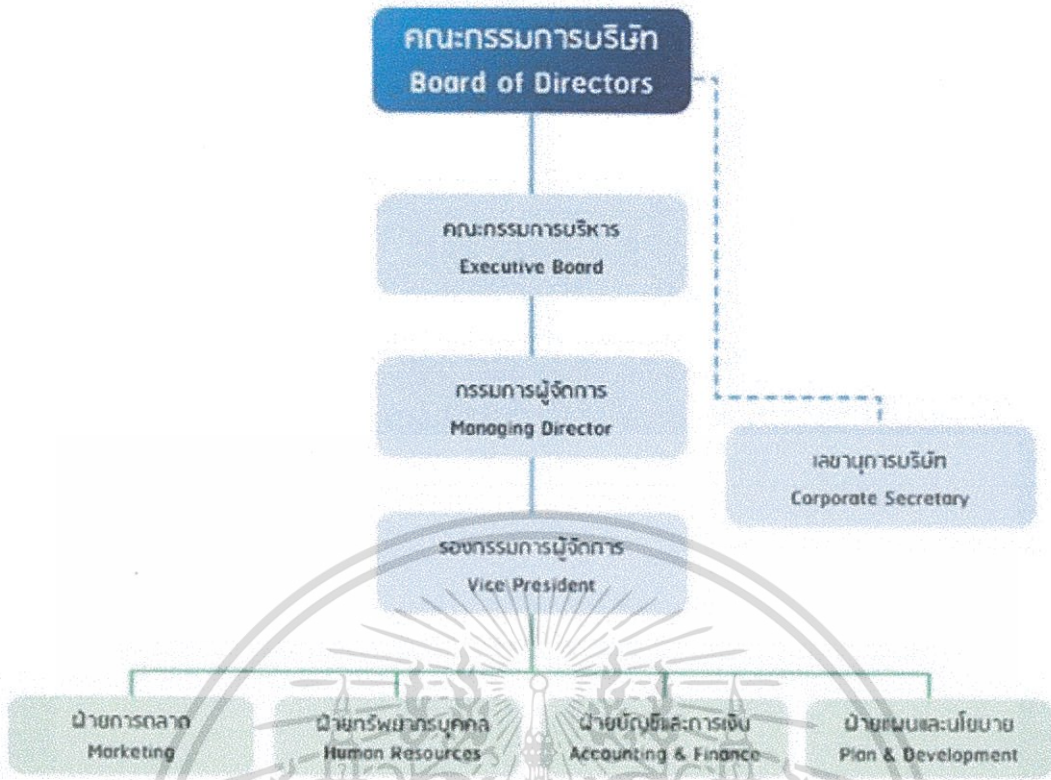 คณะกรรมการบริษัท
Board of Directors
คณะกรรมการบริหาร
Executive Board
กรรมการผู้จัดการ
Managing Director
เลขานุการบริษัท
Corporate Secretary
รองกรรมการผู้จัดการ
Vice President
ฝ่ายการตลาด
Marketing
ฝ่ายทรัพยากรบุคคล
Human Resources
ฝ่ายบัญชีและการเงิน
Accounting & Finance
ฝ่ายแผนและนโยบาย
Plan & Development